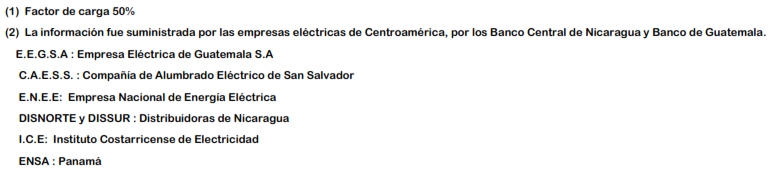 (1) Factor de carga 50%
(2) La información fue suministrada por las empresas eléctricas de Centroamérica, por los Banco Central de Nicaragua y Banco de Guatemala.
E.E.G.S.A : Empresa Eléctrica de Guatemala S.A
C.A.E.S.S. : Compañía de Alumbrado Eléctrico de San Salvador
E.N.E.E: Empresa Nacional de Energía Eléctrica
DISNORTE y DISSUR : Distribuidoras de Nicaragua
I.C.E: Instituto Costarricense de Electricidad
ENSA : Panamá